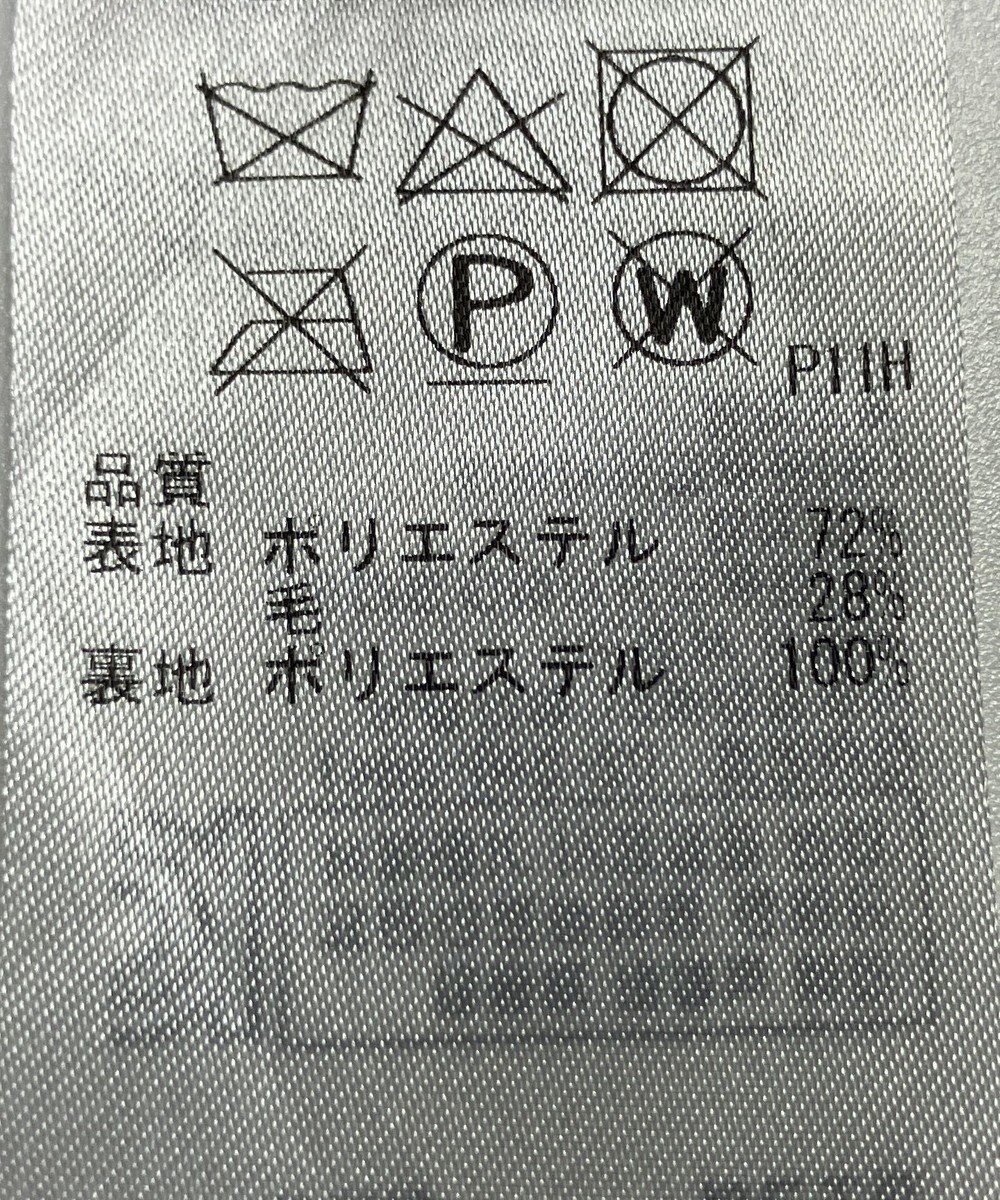 P
W
P11H
品質
表地 ポリエステル 72%
毛 28%
裏地 ポリエステル 100%